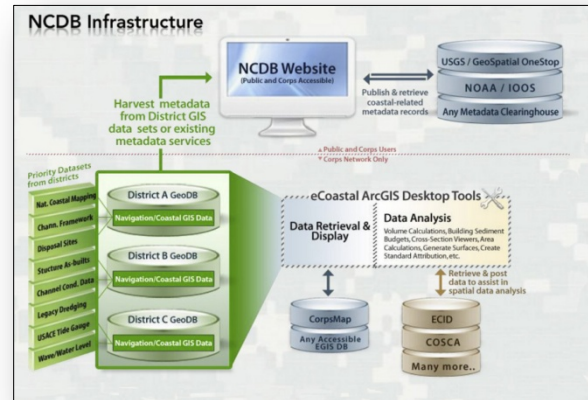 NCDB Infrastructure
NCDB Website
(Public and Corps Accessible)
USGS / GeoSpatial OneStop
NOAA / IOOS
Any Metadata Clearinghouse
Publish & retrieve
coastal-related
metadata records
Harvest metadata
from District GIS
data sets or existing
metadata services
Public and Corps Users
Corps Network Only
Priority Datasets
from districts
Nat. Coastal Mapping
Chann. Framework
Disposal Sites
Stucture As-builts
Channel Cond. Data
Legacy Dredging
USACE Tide Gauge
Wave/Water Level
District A GeoDB
Navigation/Coastal GIS Data
District B GeoDB
Navigation/Coastal GIS Data
District C GeoDB
Navigation/Coastal GIS Data
eCoastal ArcGIS Desktop Tools
Data Retrieval &
Display
Data Analysis
Volume Calculations, Building Sediment
Budgets, Cross-Section Viewers, Area
Calculations, Generate Surfaces, Create
Standard Attribution, etc.
Retrieve & post
data to assist in
spatial data analysis
CorpsMap
Any Accessible
EGIS DB
ECID
COSCA
Many more..